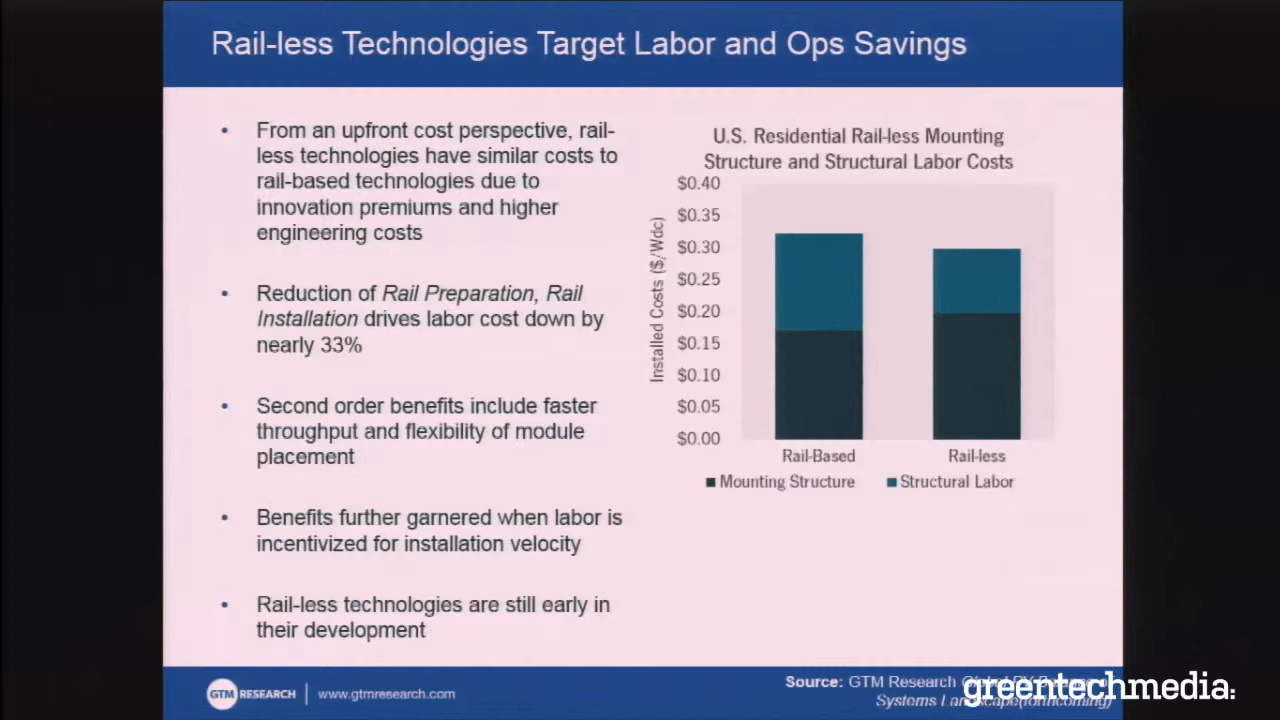 Rail-less Technologies Target Labor and Ops Savings
• From an upfront cost perspective, rail-
less technologies have similar costs to
rail-based technologies due to
innovation premiums and higher
engineering costs
• Reduction of Rail Preparation, Rail
Installation drives labor cost down by
nearly 33%
• Second order benefits include faster
throughput and flexibility of module
placement
• Benefits further garnered when labor is
incentivized for installation velocity
• Rail-less technologies are still early in
their development
U.S. Residential Rail-less Mounting
Structure and Structural Labor Costs
Installed Costs ($/Wdc)
$0.40
$0.35
$0.30
$0.25
$0.20
$0.15
$0.10
$0.05
$0.00
Rail-Based Rail-less
Mounting Structure Structural Labor
GTM RESEARCH www.gtmresearch.com
Source: GTM Research Global PV
Systems Landscape(forthcoming)
greentechmedia: